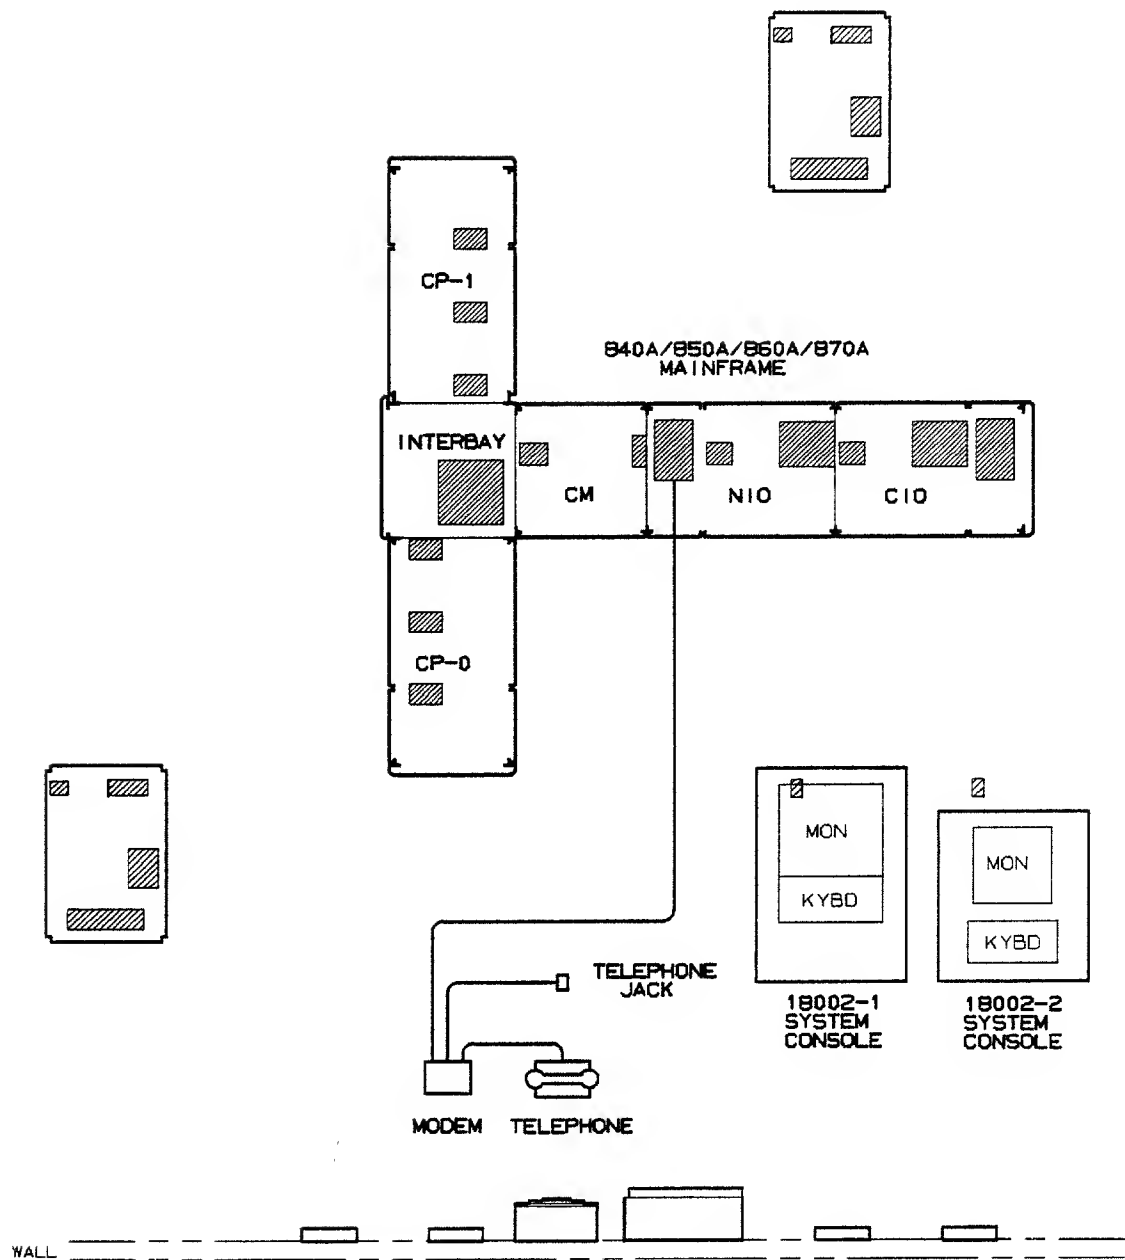 CP-1
840A/850A/860A/870A
MAINFRAME
INTERBAY
CM
NIO
CIO
CP-0
MON
KYBD
MON
KYBD
TELEPHONE
JACK
18002-1
SYSTEM
CONSOLE
18002-2
SYSTEM
CONSOLE
MODEM
TELEPHONE
WALL